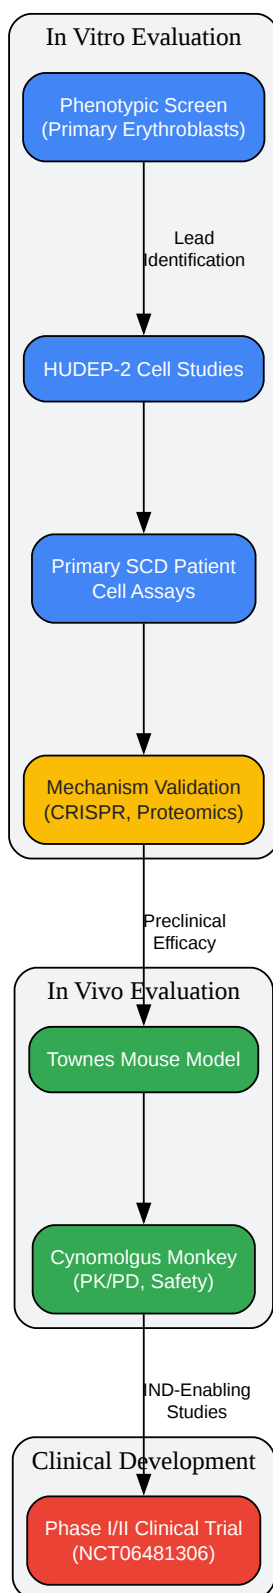 In Vitro Evaluation
Phenotypic Screen
(Primary Erythroblasts)
Lead
Identification
HUDEP-2 Cell Studies
Primary SCD Patient
Cell Assays
Mechanism Validation
(CRISPR, Proteomics)
Preclinical
Efficacy
In Vivo Evaluation
Townes Mouse Model
Cynomolgus Monkey
(PK/PD, Safety)
IND-Enabling
Studies
Clinical Development
Phase I/II Clinical Trial
(NCT06481306)